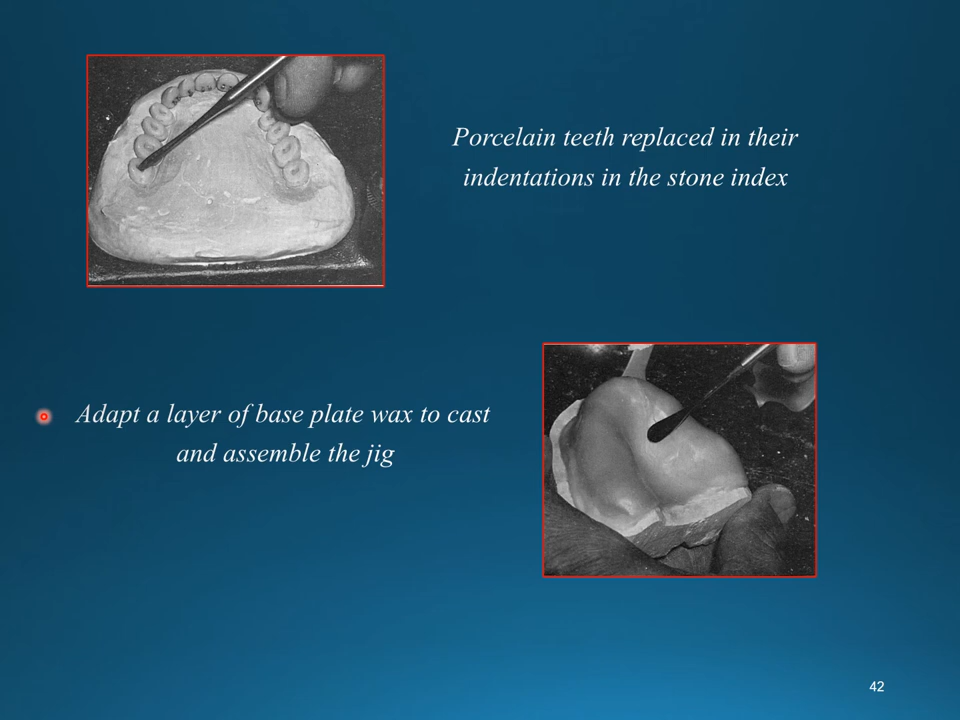 Porcelain teeth replaced in their
indentations in the stone index
Adapt a layer of base plate wax to cast
and assemble the jig
42